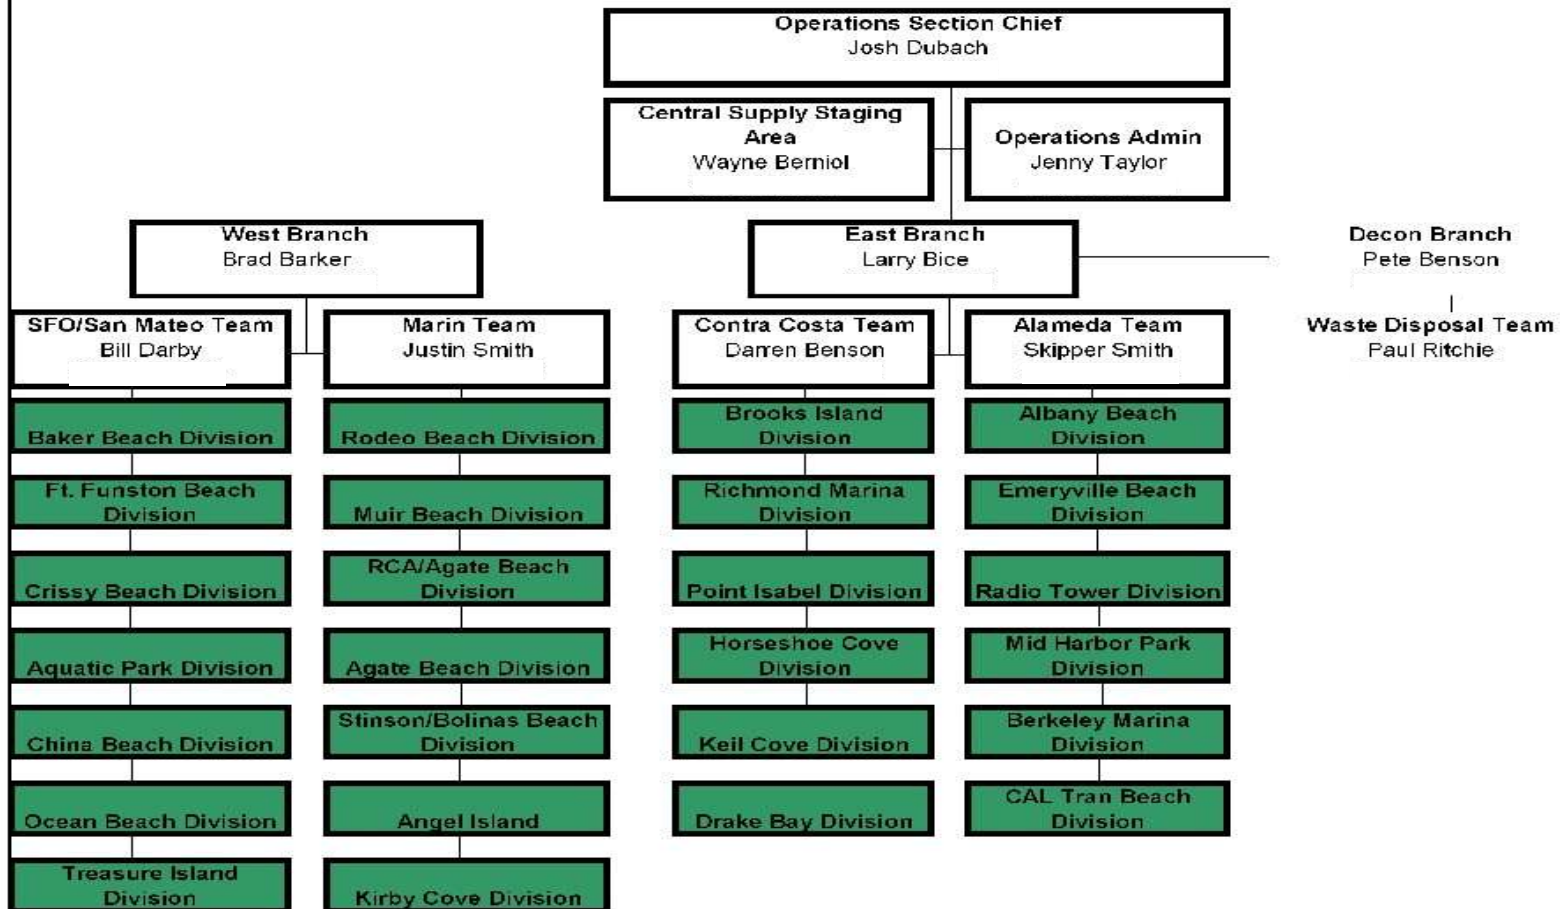 Operations Section Chief
Josh Dubach
Central Supply Staging
Area
Wayne Berniol
Operations Admin
Jenny Taylor
West Branch
Brad Barker
East Branch
Larry Bice
Decon Branch
Pete Benson
SFO/San Mateo Team
Bill Darby
Marin Team
Justin Smith
Contra Costa Team
Darren Benson
Alameda Team
Skipper Smith
Waste Disposal Team
Paul Ritchie
Baker Beach Division
Ft. Funston Beach
Division
Crissy Beach Division
Aquatic Park Division
China Beach Division
Ocean Beach Division
Treasure Island
Division
Rodeo Beach Division
Muir Beach Division
RCA/Agate Beach
Division
Agate Beach Division
Stinson/Bolinas Beach
Division
Angel Island
Kirby Cove Division
Brooks Island
Division
Richmond Marina
Division
Point Isabel Division
Horseshoe Cove
Division
Keil Cove Division
Drake Bay Division
Albany Beach
Division
Emeryville Beach
Division
Radio Tower Division
Mid Harbor Park
Division
Berkeley Marina
Division
CAL Tran Beach
Division